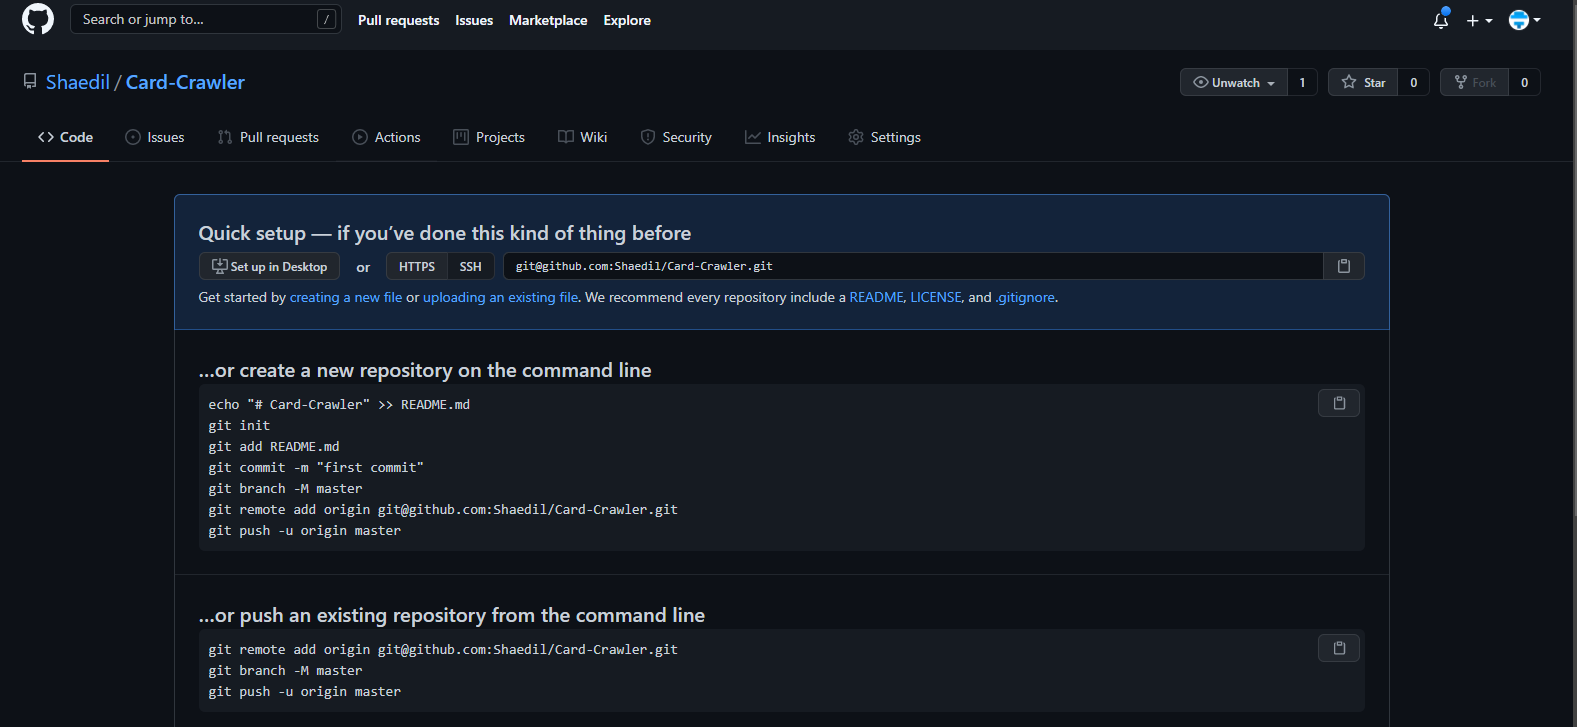 Search or jump to... / Pull requests Issues Marketplace Explore
Shaedil / Card-Crawler Unwatch 1 Star 0 Fork 0
<> Code Issues Pull requests Actions Projects Wiki Security Insights Settings
Quick setup — if you’ve done this kind of thing before
Set up in Desktop or HTTPS SSH git@github.com:Shaedil/Card-Crawler.git
Get started by creating a new file or uploading an existing file. We recommend every repository include a README, LICENSE, and .gitignore.
…or create a new repository on the command line
echo "# Card-Crawler" >> README.md
git init
git add README.md
git commit -m "first commit"
git branch -M master
git remote add origin git@github.com:Shaedil/Card-Crawler.git
git push -u origin master
…or push an existing repository from the command line
git remote add origin git@github.com:Shaedil/Card-Crawler.git
git branch -M master
git push -u origin master